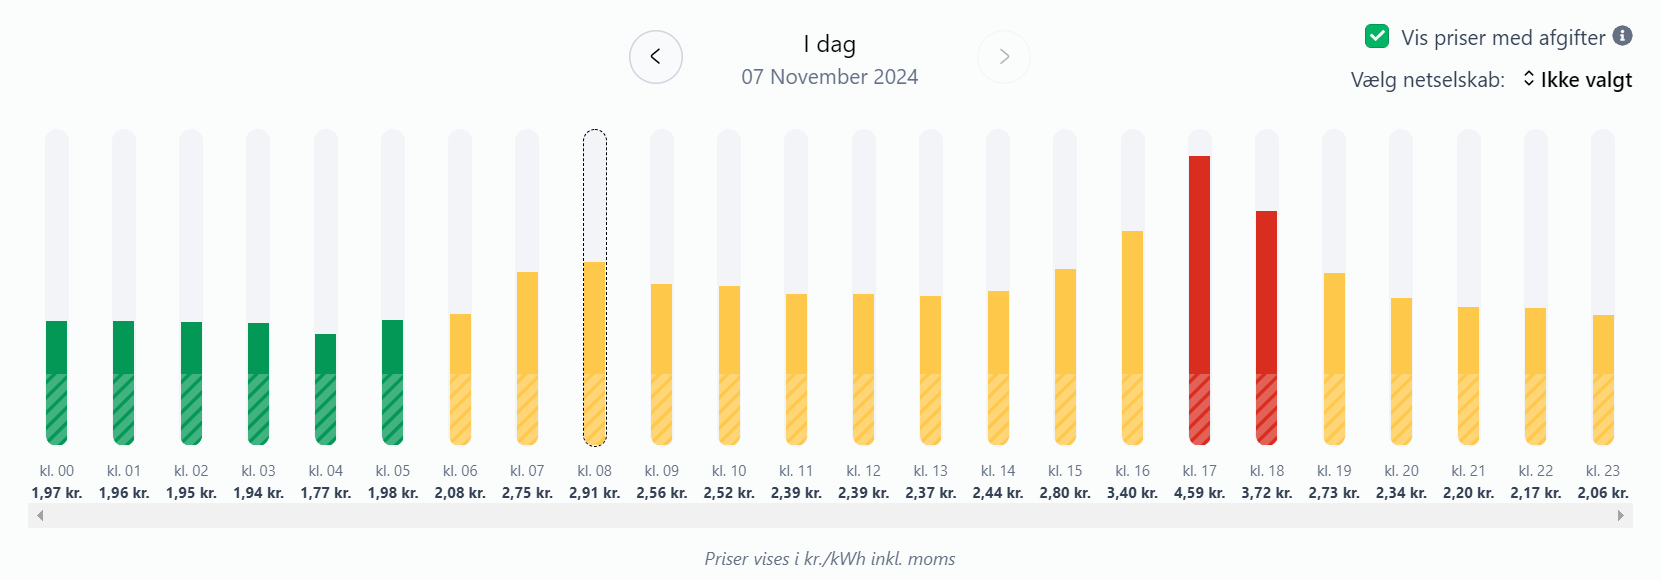 I dag
07 November 2024
Vis priser med afgifter
Vælg netselskab: Ikke valgt
kl. 00 kl. 01 kl. 02 kl. 03 kl. 04 kl. 05 kl. 06 kl. 07 kl. 08 kl. 09 kl. 10 kl. 11 kl. 12 kl. 13 kl. 14 kl. 15 kl. 16 kl. 17 kl. 18 kl. 19 kl. 20 kl. 21 kl. 22 kl. 23
1,97 kr. 1,96 kr. 1,95 kr. 1,94 kr. 1,77 kr. 1,98 kr. 2,08 kr. 2,75 kr. 2,91 kr. 2,56 kr. 2,52 kr. 2,39 kr. 2,39 kr. 2,37 kr. 2,44 kr. 2,80 kr. 3,40 kr. 4,59 kr. 3,72 kr. 2,73 kr. 2,34 kr. 2,20 kr. 2,17 kr. 2,06 kr.
Priser vises i kr./kWh inkl. moms